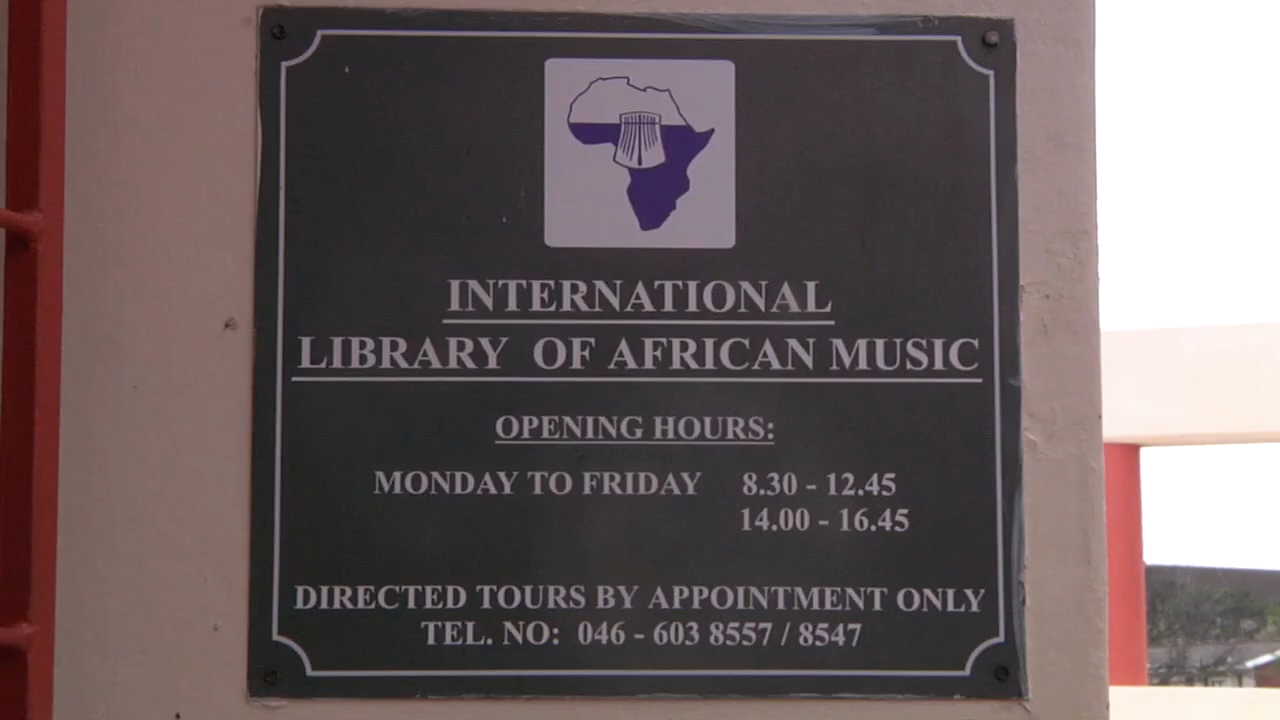 INTERNATIONAL
LIBRARY OF AFRICAN MUSIC
OPENING HOURS:
MONDAY TO FRIDAY 8.30 - 12.45
14.00 - 16.45
DIRECTED TOURS BY APPOINTMENT ONLY
TEL. NO: 046 - 603 8557 / 8547